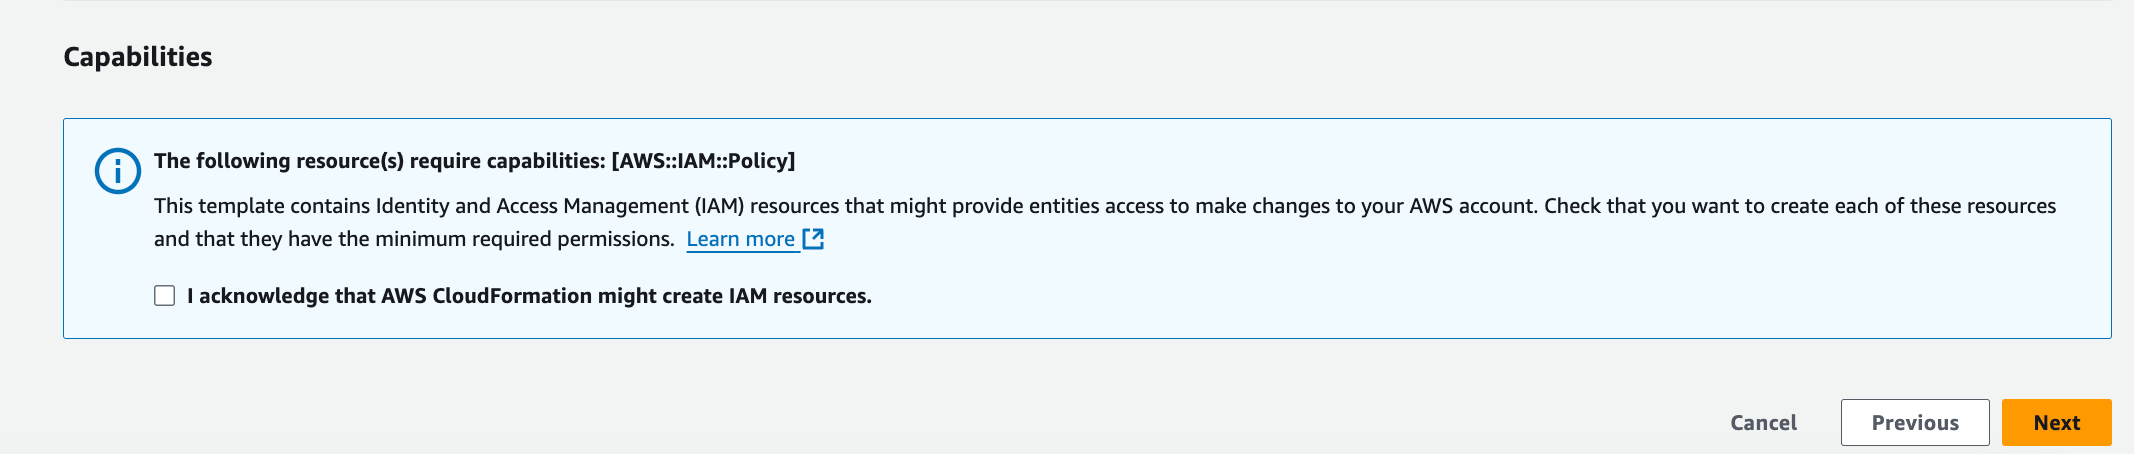 Capabilities
The following resource(s) require capabilities: [AWS::IAM::Policy]
This template contains Identity and Access Management (IAM) resources that might provide entities access to make changes to your AWS account. Check that you want to create each of these resources
and that they have the minimum required permissions. Learn more
I acknowledge that AWS CloudFormation might create IAM resources.
Cancel Previous Next